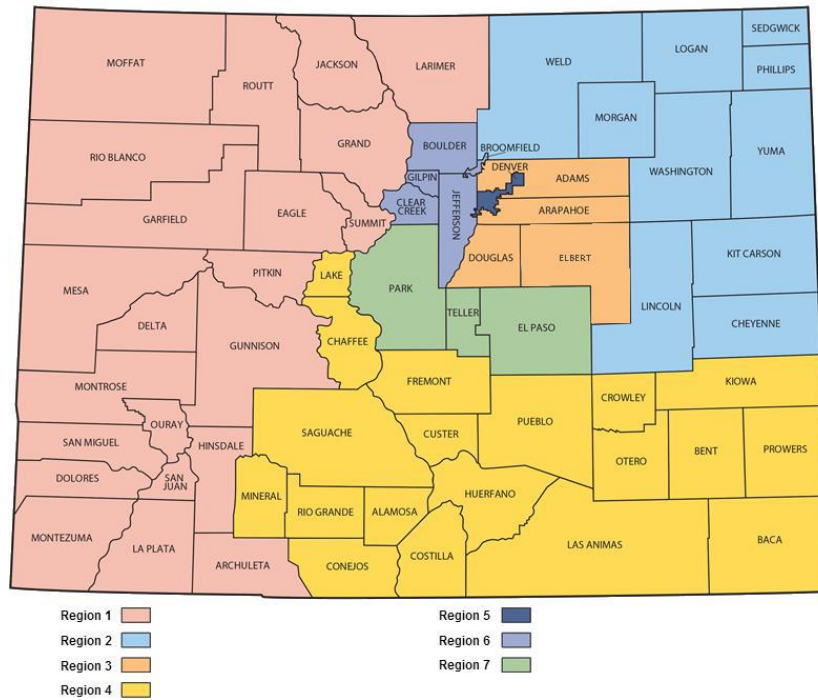 SEDGWICK
LOGAN
WELD
MOFFAT
JACKSON
LARIMER
ROUTT
PHILLIPS
MORGAN
GRAND
BOULDER
BROOMFIELD
RIO BLANCO
WASHINGTON
YUMA
DENVER
GILPIN
ADAMS
CLEAR
CREEK
JEFFERSON
ARAPAHOE
GARFIELD
EAGLE
SUMMIT
DOUGLAS
ELBERT
KIT CARSON
PITKIN
LAKE
MESA
PARK
LINCOLN
TELLER
EL PASO
CHEYENNE
DELTA
GUNNISON
CHAFFEE
FREMONT
KIOWA
MONTROSE
CROWLEY
OURAY
PUEBLO
SAGUACHE
CUSTER
SAN MIGUEL
HINSDALE
OTERO
BENT
PROWERS
DOLORES
SAN
JUAN
MINERAL
HUERFANO
RIO GRANDE
ALAMOSA
MONTEZUMA
LA PLATA
LAS ANIMAS
BACA
ARCHULETA
CONEJOS
COSTILLA
Region 1
Region 2
Region 3
Region 4
Region 5
Region 6
Region 7